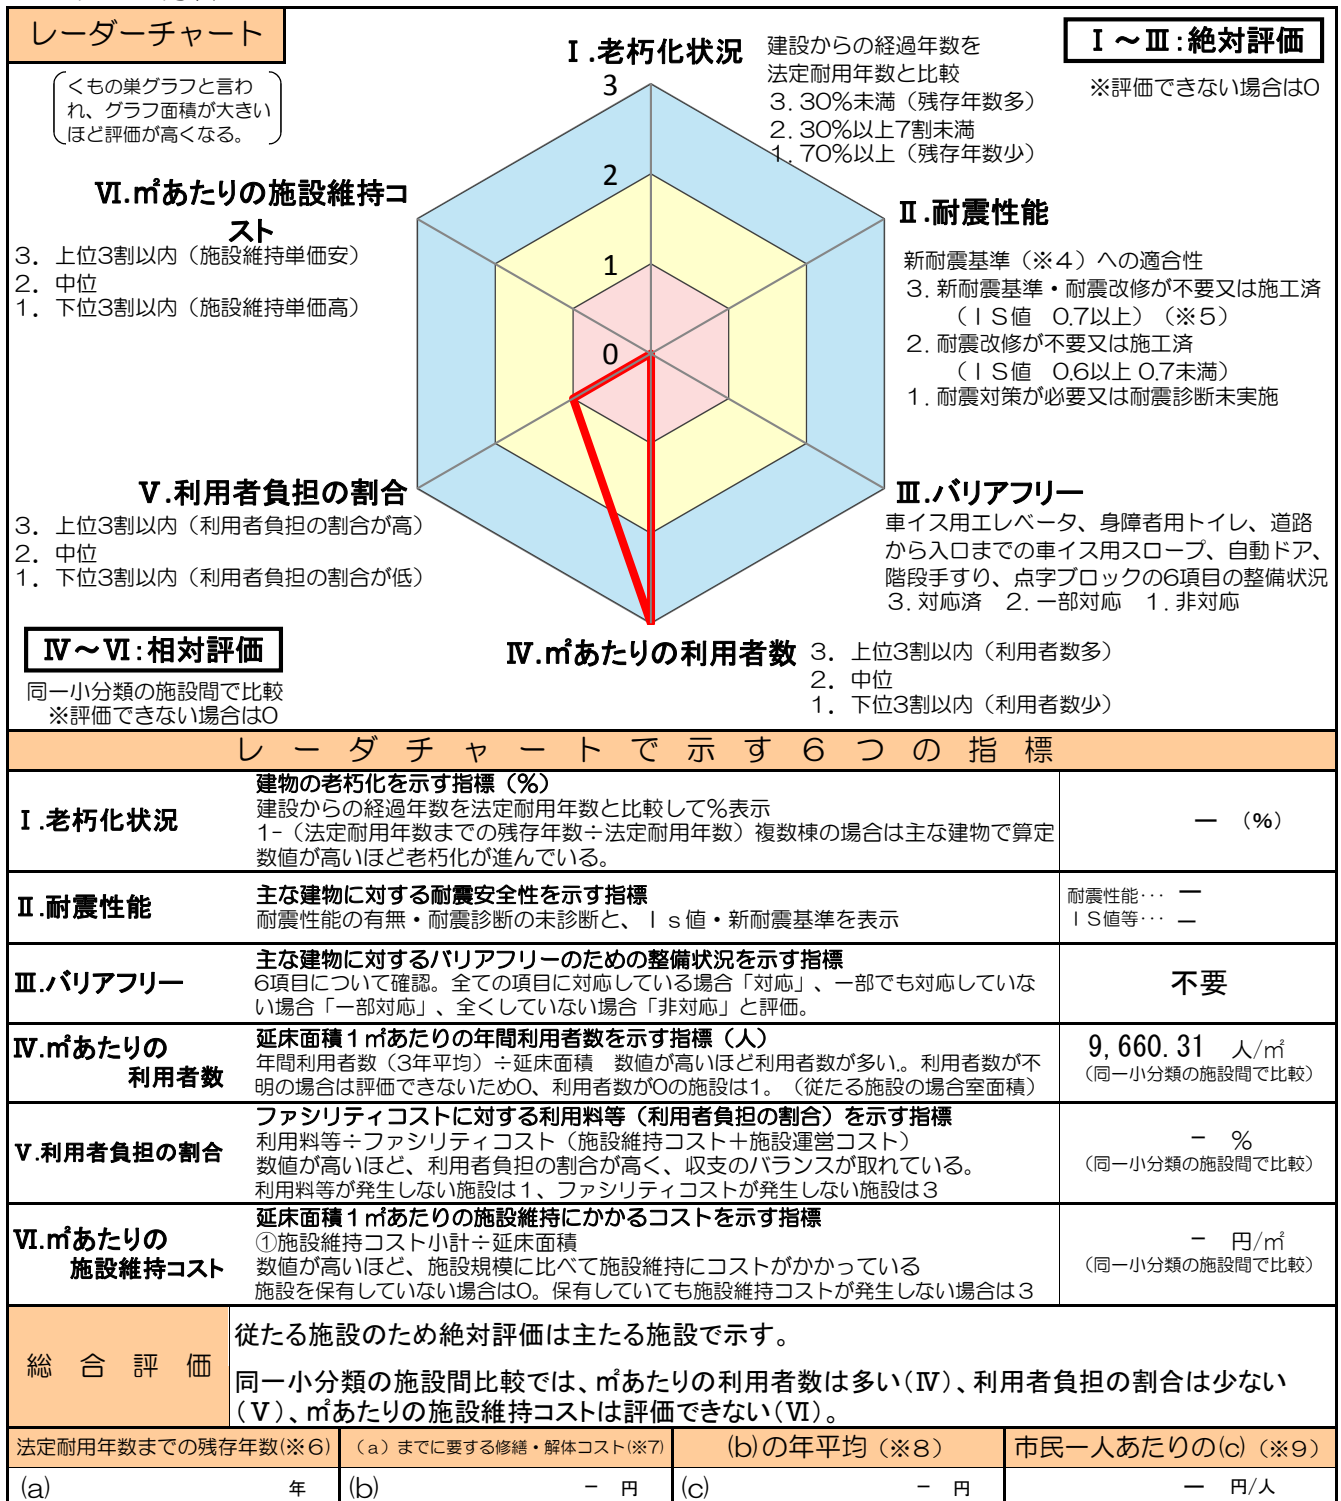 レーダーチャート
くもの巣グラフと言わ
れ、グラフ面積が大きい
ほど評価が高くなる。
Ⅰ～Ⅲ：絶対評価
※評価できない場合は0
Ⅰ.老朽化状況
建設からの経過年数を
法定耐用年数と比較
3. 30%未満（残存年数多）
2. 30%以上7割未満
1. 70%以上（残存年数少）
3
2
1
0
Ⅱ.耐震性能
新耐震基準（※4）への適合性
3. 新耐震基準・耐震改修が不要又は施工済
（ＩＳ値　0.7以上）（※5）
2. 耐震改修が不要又は施工済
（ＩＳ値　0.6以上 0.7未満）
1. 耐震対策が必要又は耐震診断未実施
Ⅵ.㎡あたりの施設維持コ
スト
3. 上位3割以内（施設維持単価安）
2. 中位
1. 下位3割以内（施設維持単価高）
Ⅴ.利用者負担の割合
3. 上位3割以内（利用者負担の割合が高）
2. 中位
1. 下位3割以内（利用者負担の割合が低）
Ⅲ.バリアフリー
車イス用エレベータ、身障者用トイレ、道路
から入口までの車イス用スロープ、自動ドア、
階段手すり、点字ブロックの6項目の整備状況
3. 対応済　2. 一部対応　1. 非対応
Ⅳ～Ⅵ：相対評価
同一小分類の施設間で比較
※評価できない場合は0
Ⅳ.㎡あたりの利用者数
3. 上位3割以内（利用者数多）
2. 中位
1. 下位3割以内（利用者数少）
レーダチャートで示す6つの指標
Ⅰ.老朽化状況
建物の老朽化を示す指標（％）
建設からの経過年数を法定耐用年数と比較して%表示
1-（法定耐用年数までの残存年数÷法定耐用年数）複数棟の場合は主な建物で算定
数値が高いほど老朽化が進んでいる。
－ （%）
Ⅱ.耐震性能
主な建物に対する耐震安全性を示す指標
耐震性能の有無・耐震診断の未診断と、Ｉｓ値・新耐震基準を表示
耐震性能･･･ －
ＩＳ値等･･･ －
Ⅲ.バリアフリー
主な建物に対するバリアフリーのための整備状況を示す指標
6項目について確認。全ての項目に対応している場合「対応」、一部でも対応していな
い場合「一部対応」、全くしていない場合「非対応」と評価。
不要
Ⅳ.㎡あたりの
利用者数
延床面積１㎡あたりの年間利用者数を示す指標（人）
年間利用者数（3年平均）÷延床面積　数値が高いほど利用者数が多い。利用者数が不
明の場合は評価できないため0、利用者数が0の施設は1。（従たる施設の場合室面積）
9,660.31 人/㎡
（同一小分類の施設間で比較）
Ⅴ.利用者負担の割合
ファシリティコストに対する利用料等（利用者負担の割合）を示す指標
利用料等÷ファシリティコスト（施設維持コスト＋施設運営コスト）
数値が高いほど、利用者負担の割合が高く、収支のバランスが取れている。
利用料等が発生しない施設は１、ファシリティコストが発生しない施設は３
－ %
（同一小分類の施設間で比較）
Ⅵ.㎡あたりの
施設維持コスト
延床面積１㎡あたりの施設維持にかかるコストを示す指標
①施設維持コスト小計÷延床面積
数値が高いほど、施設規模に比べて施設維持にコストがかかっている
施設を保有していない場合は0。保有していても施設維持コストが発生しない場合は３
－ 円/㎡
（同一小分類の施設間で比較）
総合評価
従たる施設のため絶対評価は主たる施設で示す。
同一小分類の施設間比較では、㎡あたりの利用者数は多い(Ⅳ)、利用者負担の割合は少ない
(Ⅴ)、㎡あたりの施設維持コストは評価できない(Ⅵ)。
法定耐用年数までの残存年数(※6)
（a）までに要する修繕・解体コスト(※7)
(b)の年平均（※8）
市民一人あたりの(c)（※9）
(a) 年
(b) － 円
(c) － 円
－ 円/人